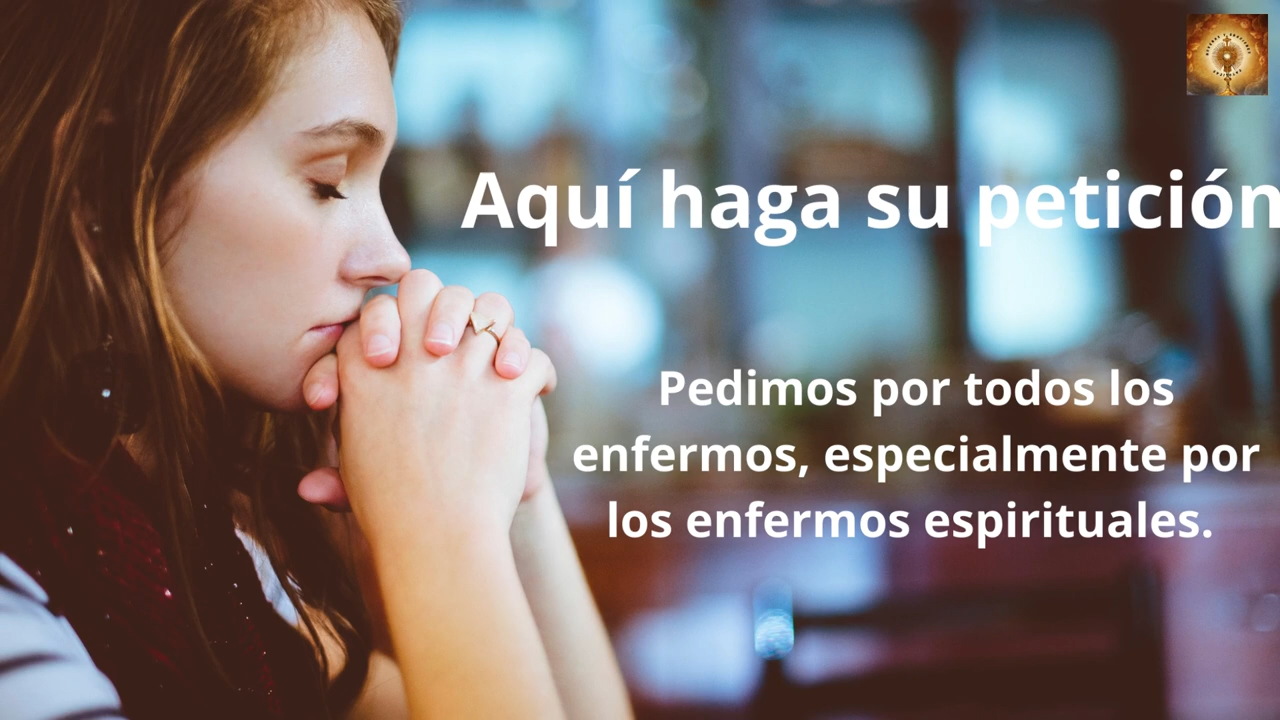 Aquí haga su petición
Pedimos por todos los
enfermos, especialmente por
los enfermos espirituales.